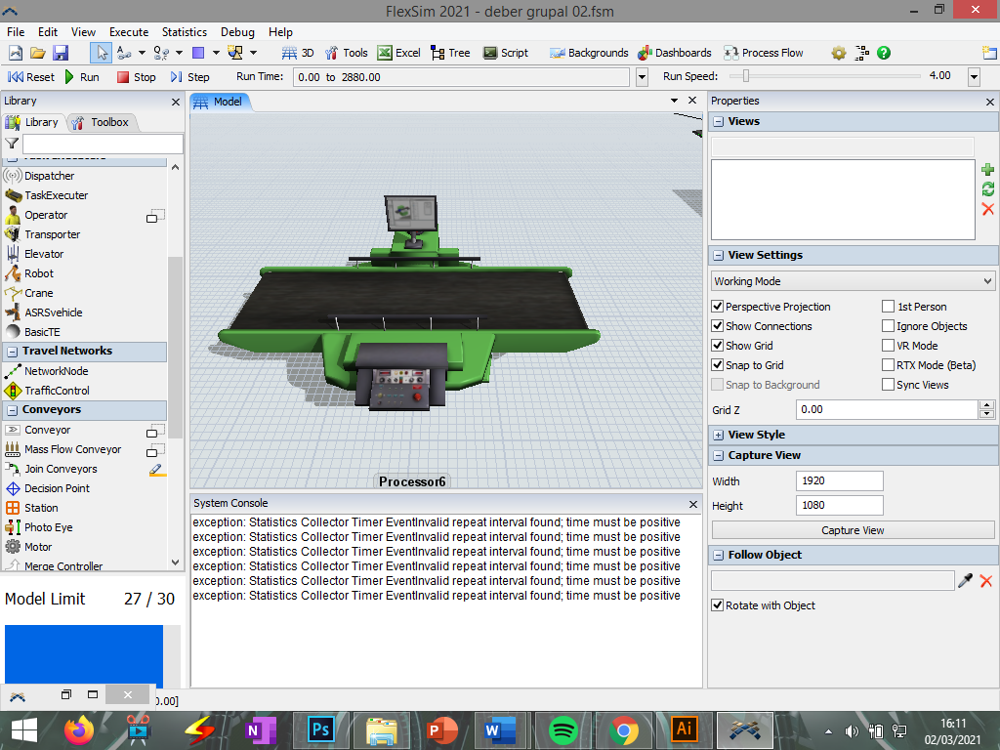 FlexSim 2021 - deber grupal 02.fsm
File Edit View Execute Statistics Debug Help
3D Tools Excel Tree Script Backgrounds Dashboards Process Flow
Reset Run Stop Step Run Time: 0.00 to 2880.00 Run Speed: 4.00
Library
Library Toolbox
Dispatcher
TaskExecuter
Operator
Transporter
Elevator
Robot
Crane
ASRSvehicle
BasicTE
Travel Networks
NetworkNode
TrafficControl
Conveyors
Conveyor
Mass Flow Conveyor
Join Conveyors
Decision Point
Station
Photo Eye
Motor
Merge Controller
Model Limit 27 / 30
Model
Processor6
System Console
exception: Statistics Collector Timer EventInvalid repeat interval found; time must be positive
exception: Statistics Collector Timer EventInvalid repeat interval found; time must be positive
exception: Statistics Collector Timer EventInvalid repeat interval found; time must be positive
exception: Statistics Collector Timer EventInvalid repeat interval found; time must be positive
exception: Statistics Collector Timer EventInvalid repeat interval found; time must be positive
exception: Statistics Collector Timer EventInvalid repeat interval found; time must be positive
Properties
Views
View Settings
Working Mode
Perspective Projection 1st Person
Show Connections Ignore Objects
Show Grid VR Mode
Snap to Grid RTX Mode (Beta)
Snap to Background Sync Views
Grid Z 0.00
View Style
Capture View
Width 1920
Height 1080
Capture View
Follow Object
Rotate with Object
0.00]
N Ps P W Ai
16:11
02/03/2021